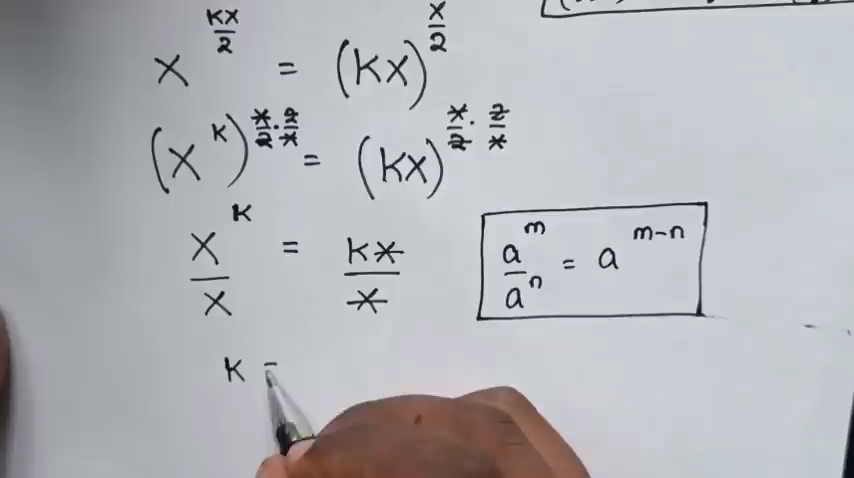 x^(kx/2) = (kx)^(x/2)
(x^k)^(x/2 · 2/x) = (kx)^(x/2 · 2/x)
x^k/x = kx/x
a^m/a^n = a^(m-n)
k -